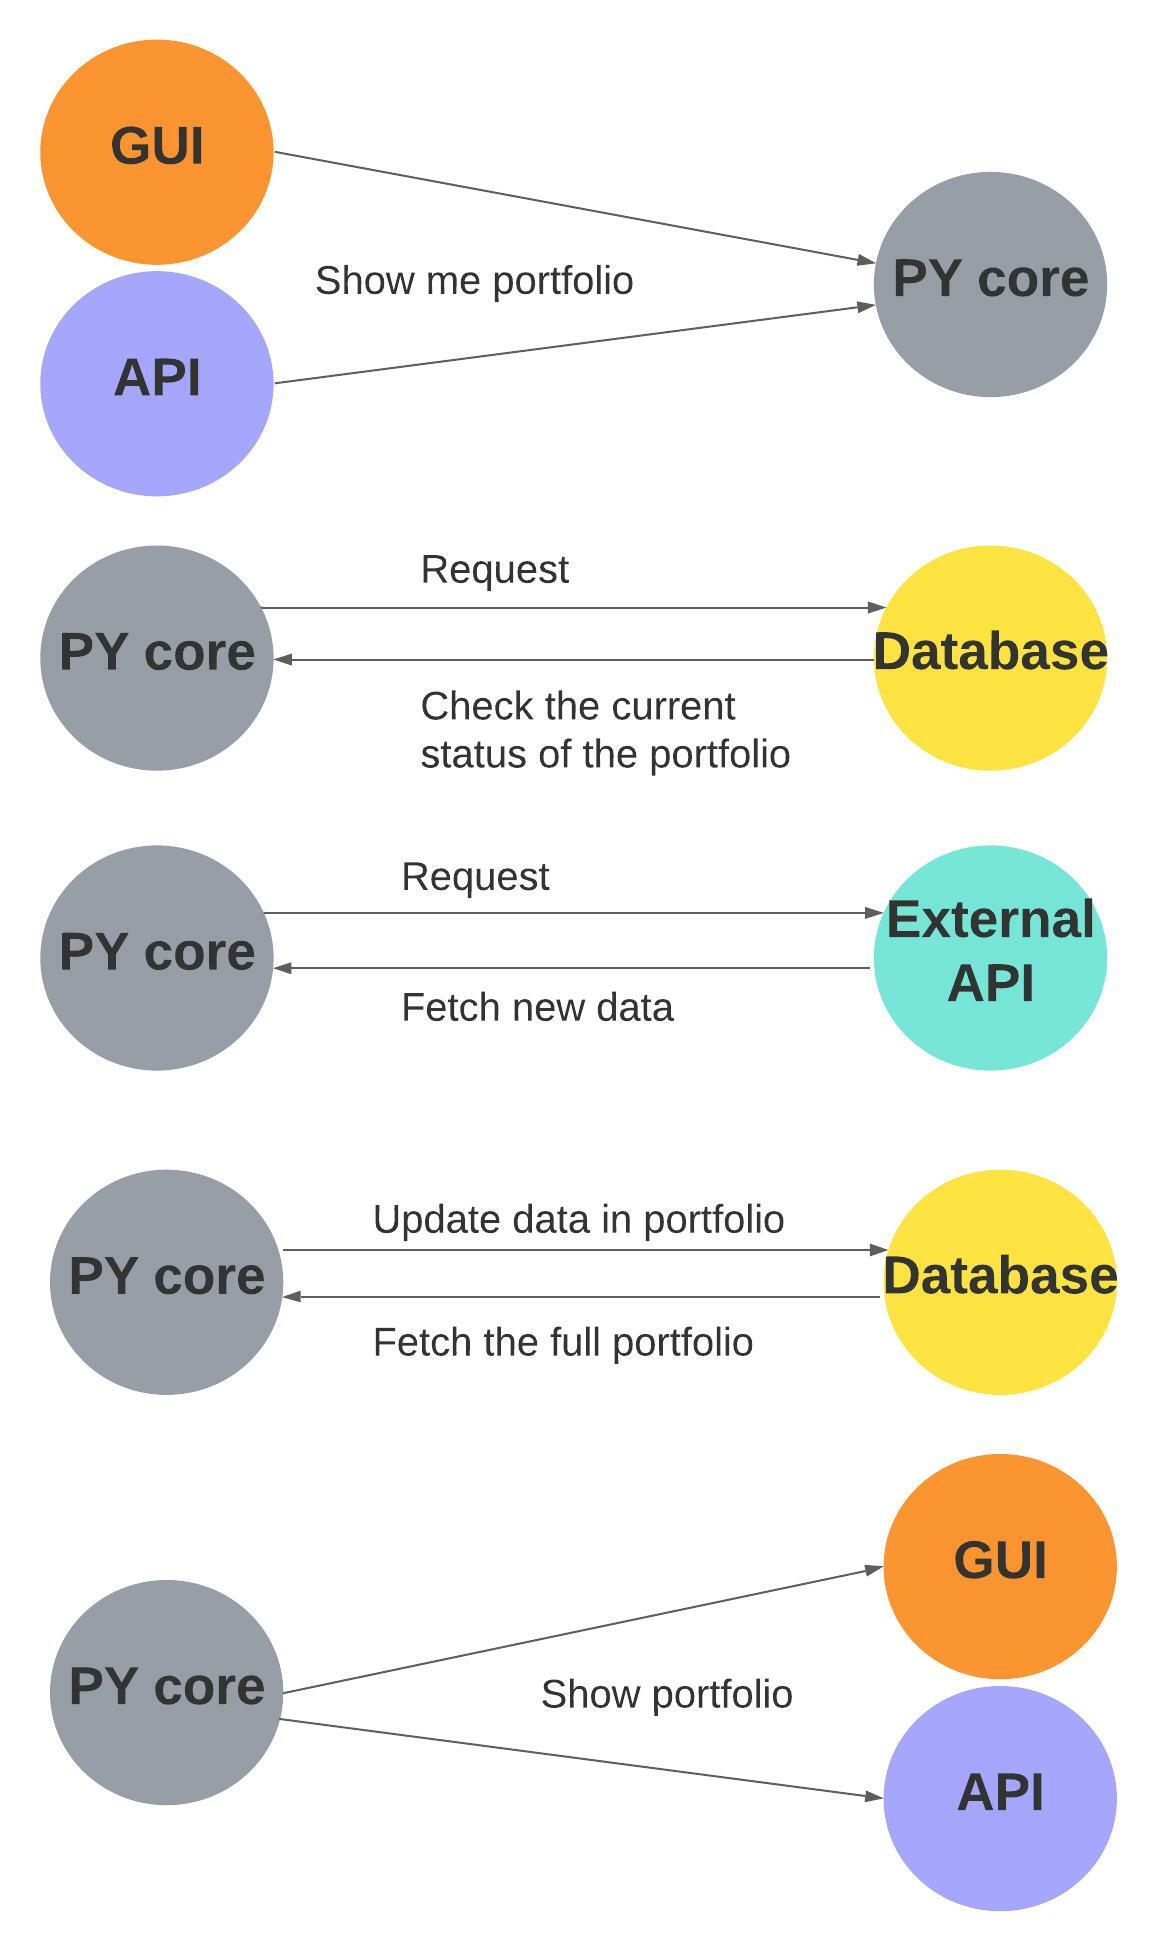 GUI
Show me portfolio
PY core
API
Request
PY core
Database
Check the current
status of the portfolio
Request
External
API
PY core
Fetch new data
Update data in portfolio
PY core
Database
Fetch the full portfolio
GUI
PY core
Show portfolio
API